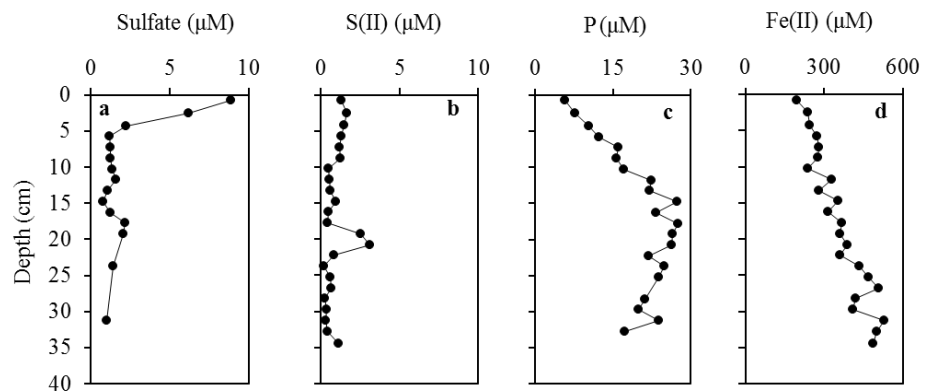 Sulfate (μM) S(II) (μM) P (μM) Fe(II) (μM)
0 5 10 0 5 10 0 15 30 0 300 600
0 a b c d
5
10
15
20
25
30
35
40
Depth (cm)